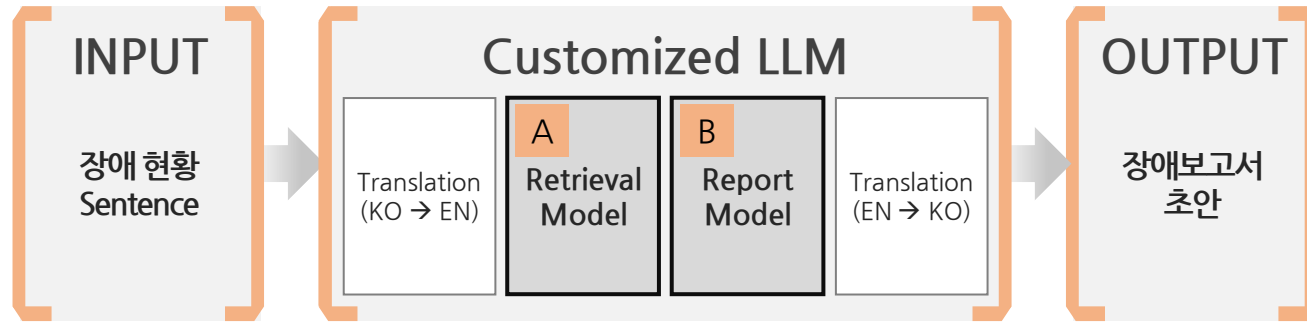 INPUT
장애 현황
Sentence
Customized LLM
Translation
(KO → EN)
A
Retrieval
Model
B
Report
Model
Translation
(EN → KO)
OUTPUT
장애보고서
초안